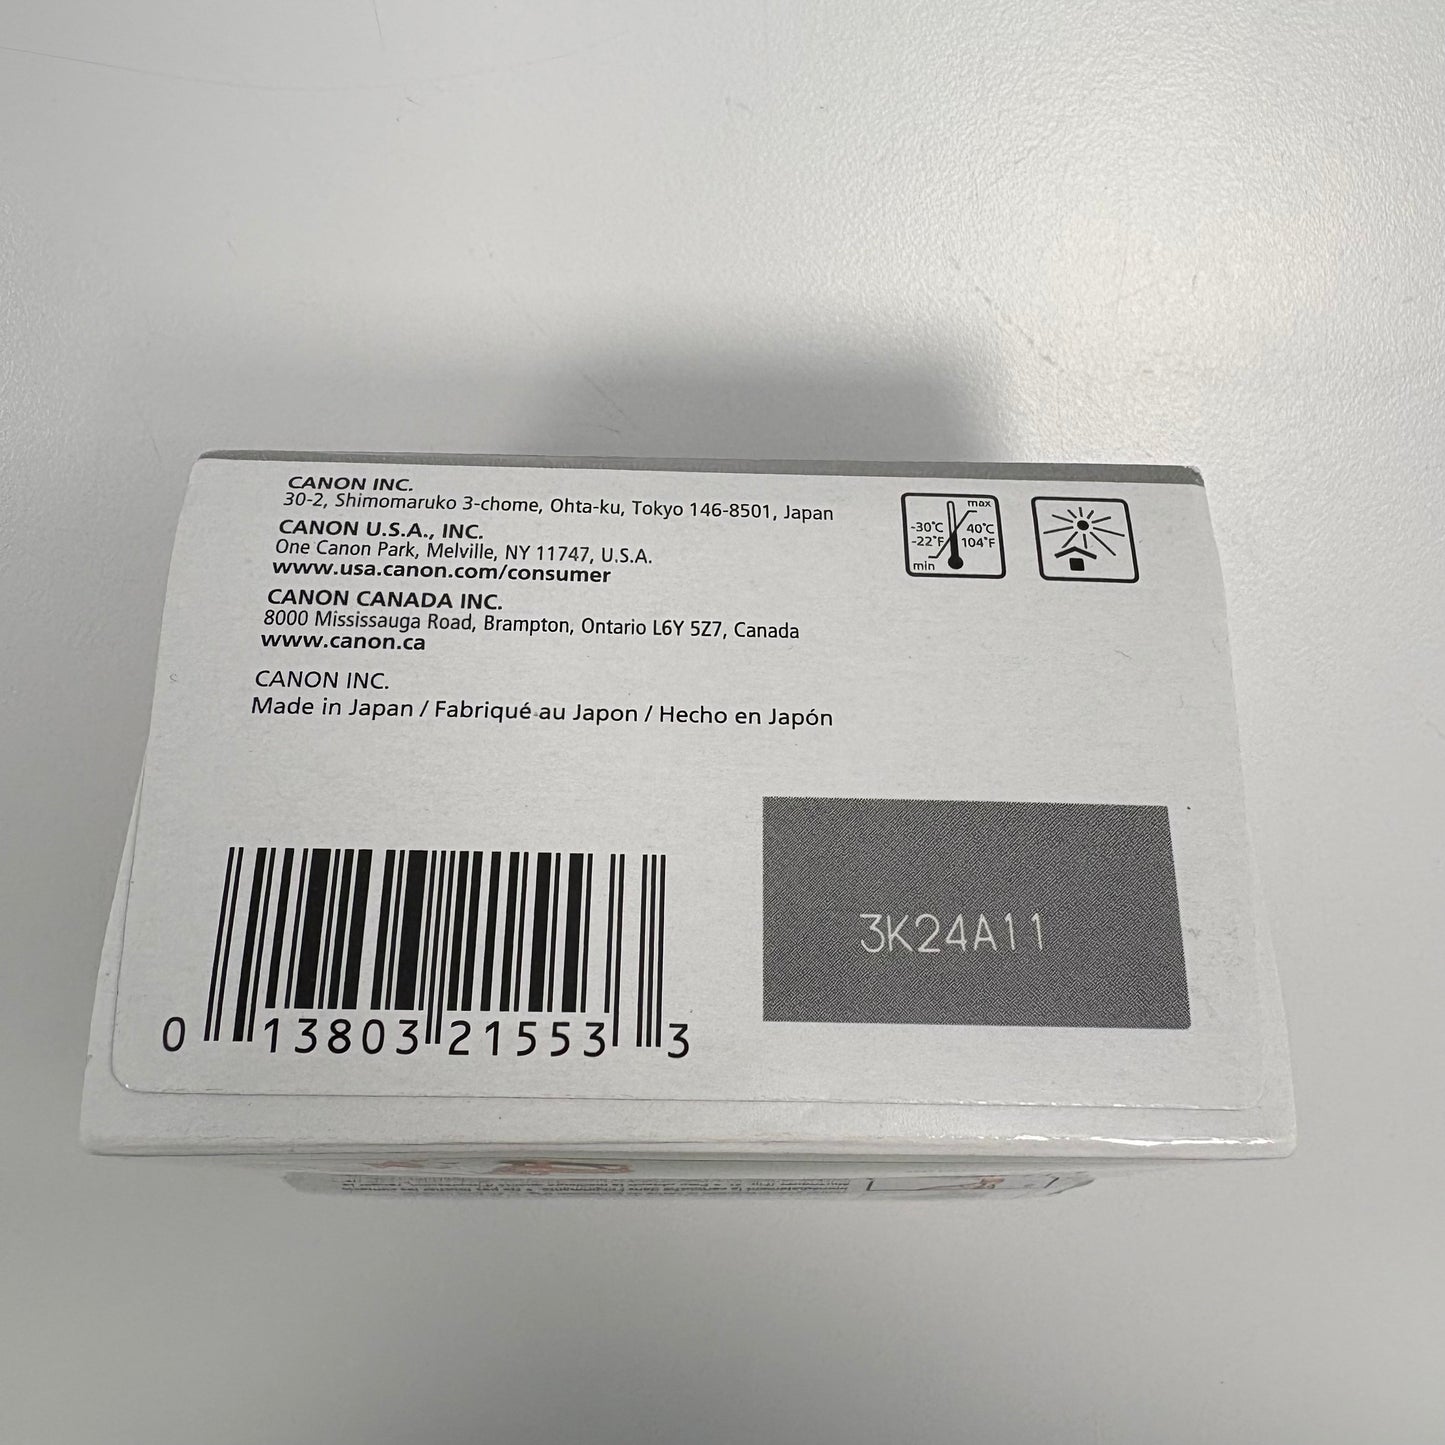 CANON INC.
30-2, Shimomaruko 3-chome, Ohta-ku, Tokyo 146-8501, Japan
CANON U.S.A., INC.
One Canon Park, Melville, NY 11747, U.S.A.
www.usa.canon.com/consumer
CANON CANADA INC.
8000 Mississauga Road, Brampton, Ontario L6Y 5Z7, Canada
www.canon.ca
CANON INC.
Made in Japan / Fabriqué au Japon / Hecho en Japón
max
-30°C 40°C
-22°F 104°F
min
3K24A11
0 13803 21553 3